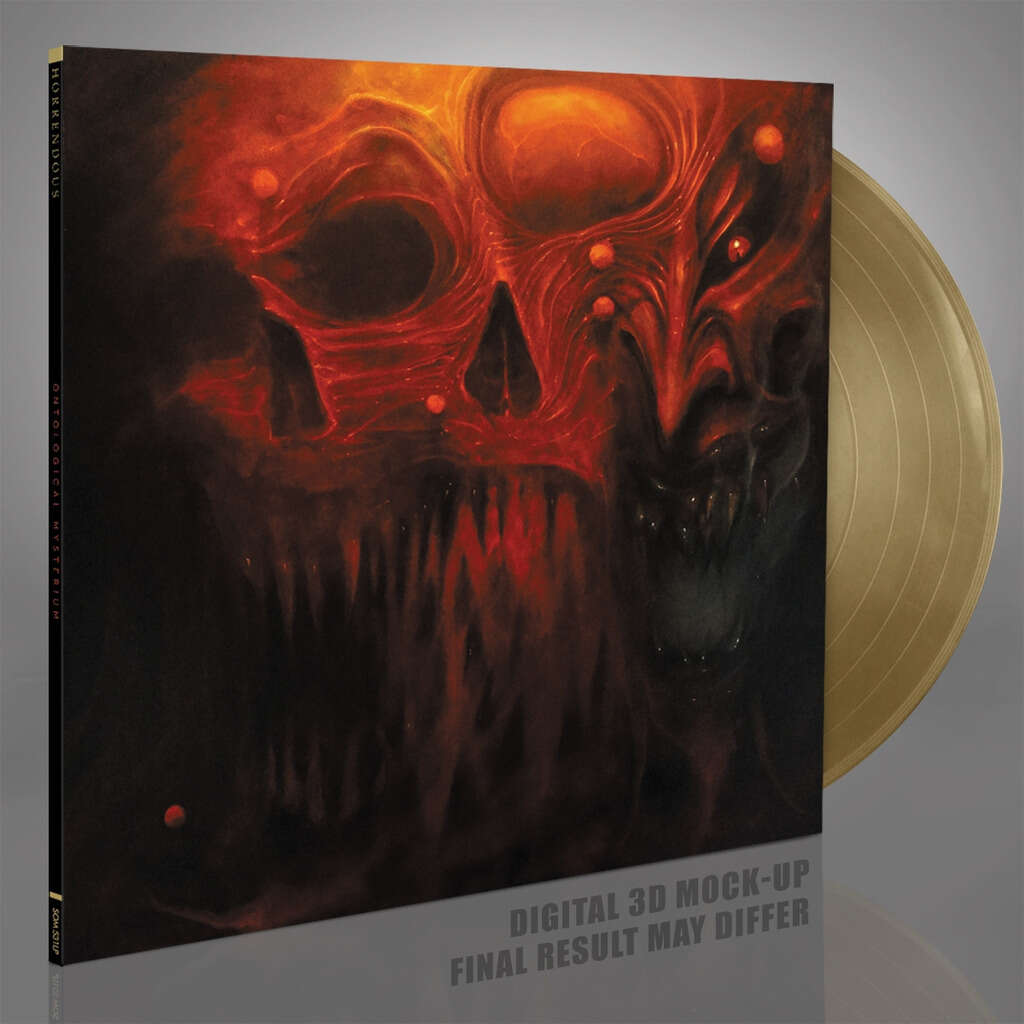 HORRENDOUS
ONTOLOGICAL MYSTERIUM
DIGITAL 3D MOCK-UP
FINAL RESULT MAY DIFFER